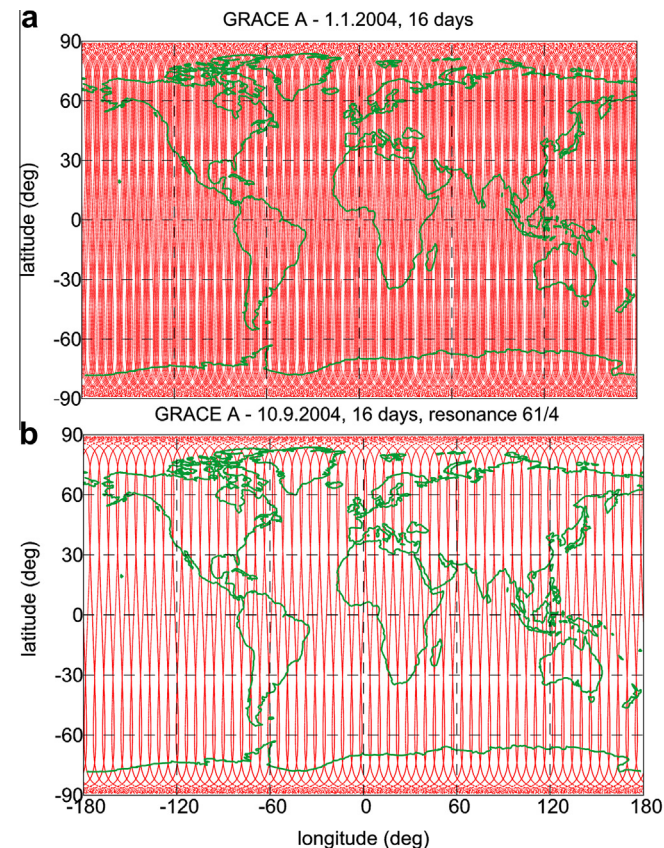 a
GRACE A - 1.1.2004, 16 days
90
60
30
0
-30
-60
-90
latitude (deg)
b
GRACE A - 10.9.2004, 16 days, resonance 61/4
90
60
30
0
-30
-60
-90
latitude (deg)
-180 -120 -60 0 60 120 180
longitude (deg)